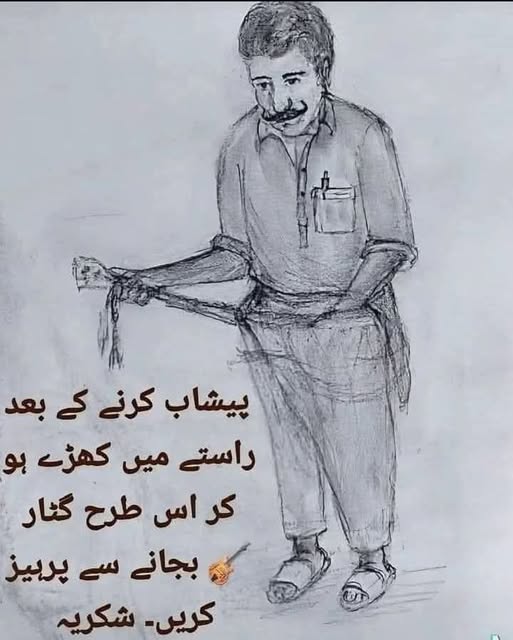 پیشاب کرنے کے بعد
راستے میں کھڑے ہو
کر اس طرح گٹار
🎸 بجانے سے پرہیز
کریں۔ شکریہ